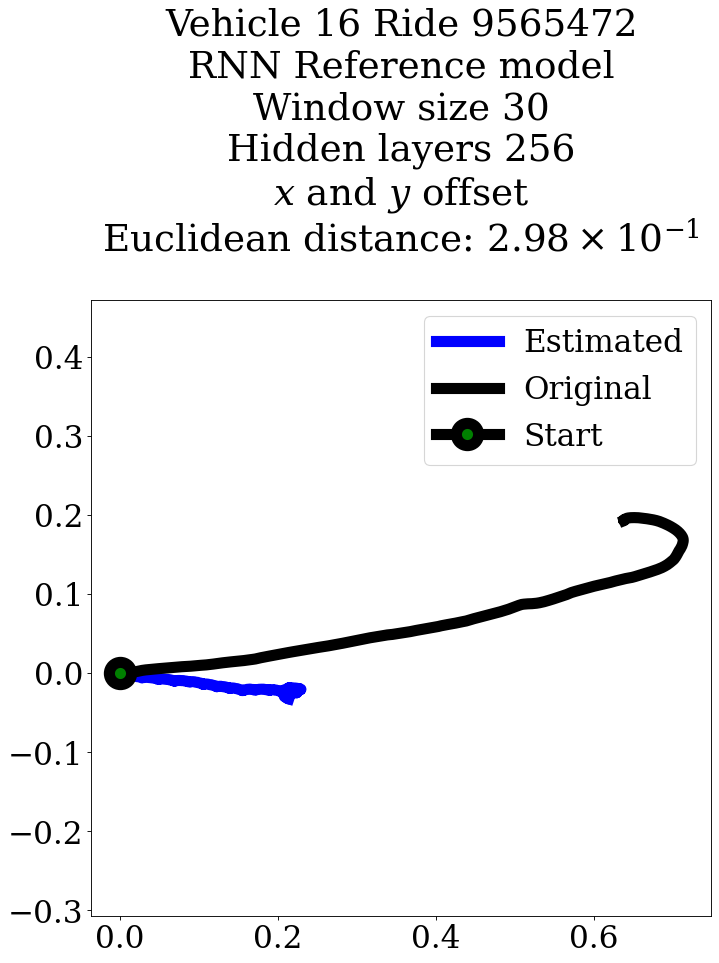 Vehicle 16 Ride 9565472
RNN Reference model
Window size 30
Hidden layers 256
x and y offset
Euclidean distance: 2.98 × 10⁻¹
Estimated
Original
Start
0.4
0.3
0.2
0.1
0.0
−0.1
−0.2
−0.3
0.0 0.2 0.4 0.6